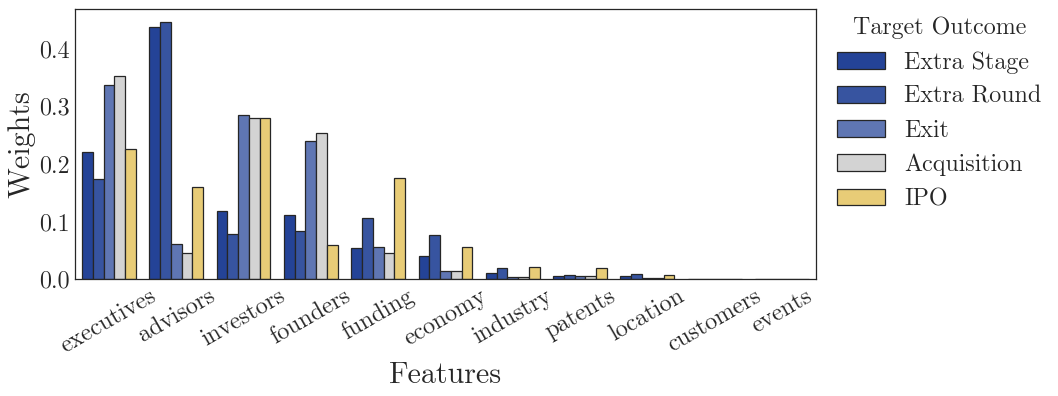 Target Outcome
Extra Stage
Extra Round
Exit
Acquisition
IPO
Weights
0.4
0.3
0.2
0.1
0.0
executives
advisors
investors
founders
funding
economy
industry
patents
location
customers
events
Features